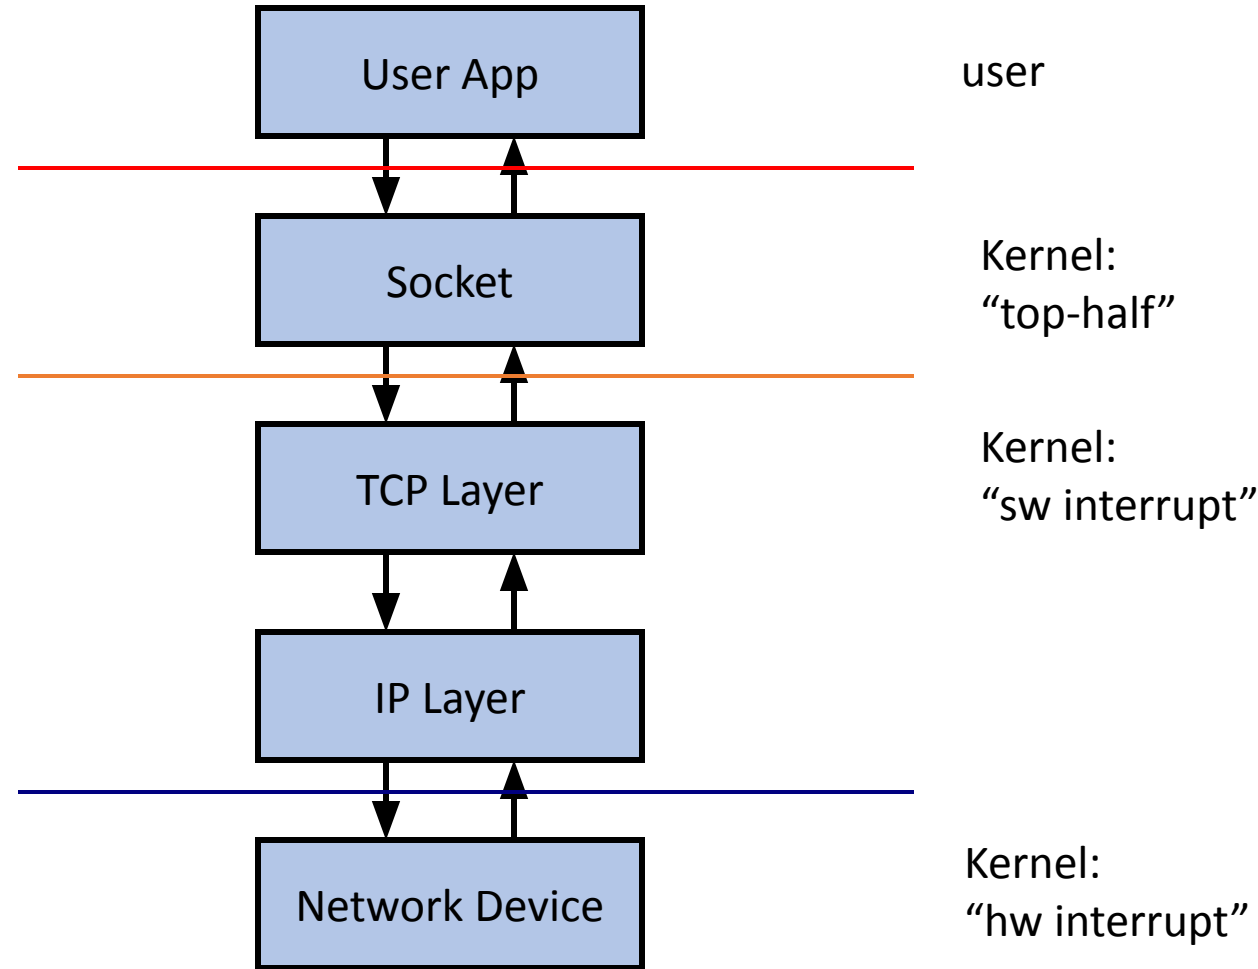 User App
user
Socket
Kernel:
“top-half”
TCP Layer
Kernel:
“sw interrupt”
IP Layer
Network Device
Kernel:
“hw interrupt”